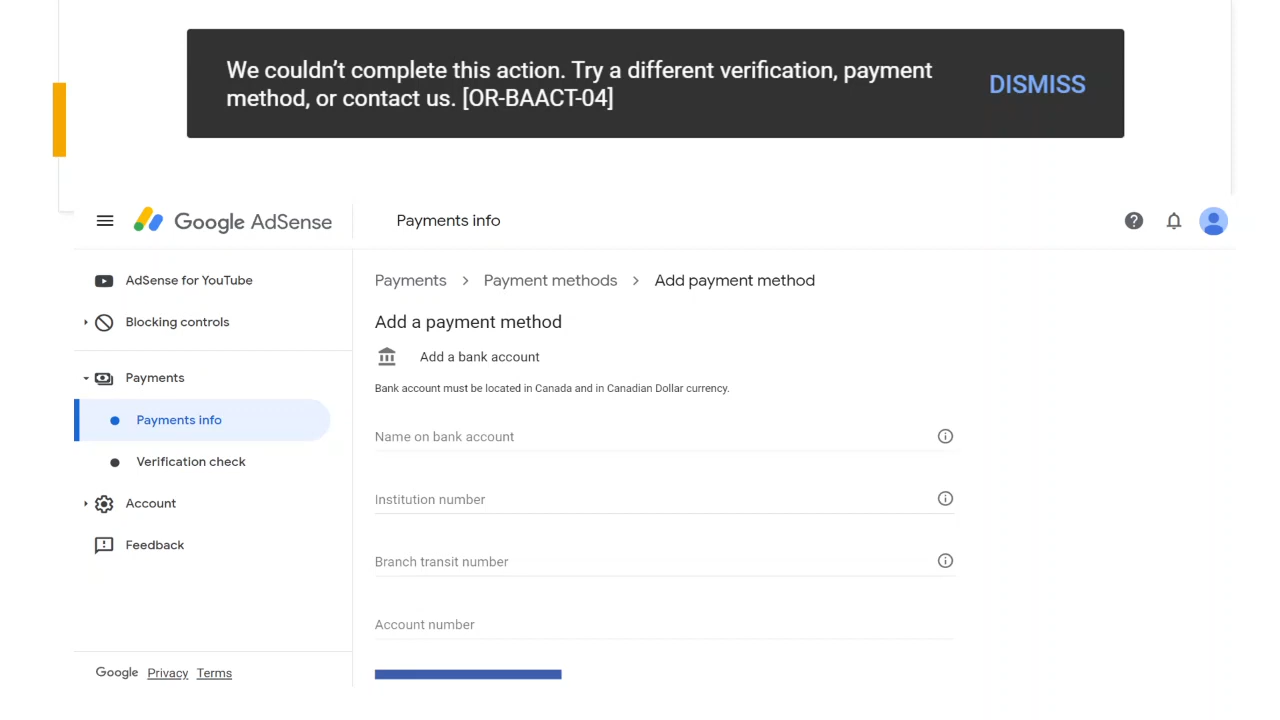 We couldn’t complete this action. Try a different verification, payment
method, or contact us. [OR-BAACT-04]
DISMISS
Google AdSense
Payments info
AdSense for YouTube
Blocking controls
Payments
Payments info
Verification check
Account
Feedback
Google Privacy Terms
Payments > Payment methods > Add payment method
Add a payment method
Add a bank account
Bank account must be located in Canada and in Canadian Dollar currency.
Name on bank account
Institution number
Branch transit number
Account number